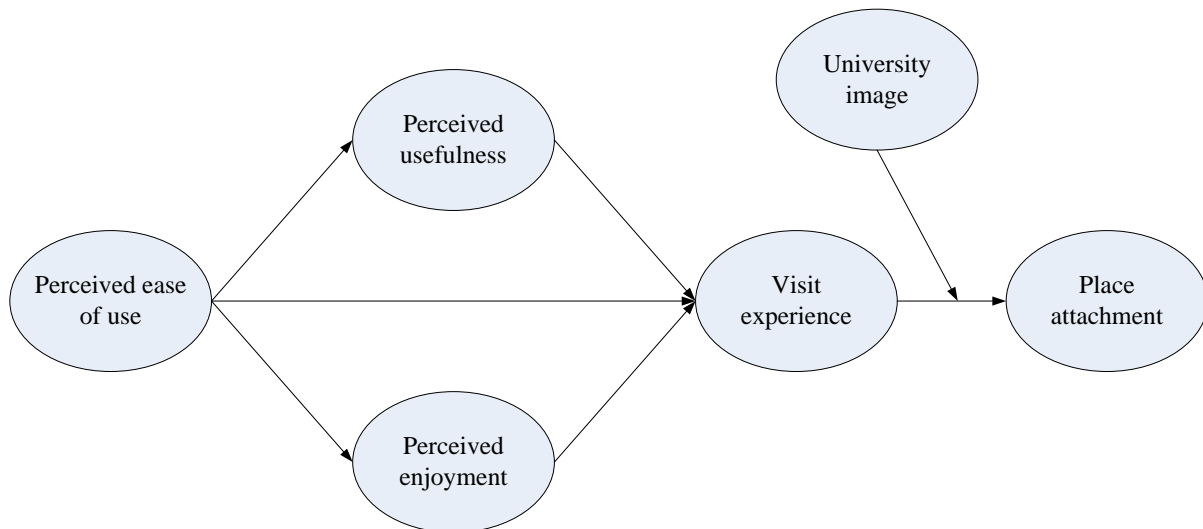 University
image
Perceived
usefulness
Perceived ease
of use
Visit
experience
Place
attachment
Perceived
enjoyment